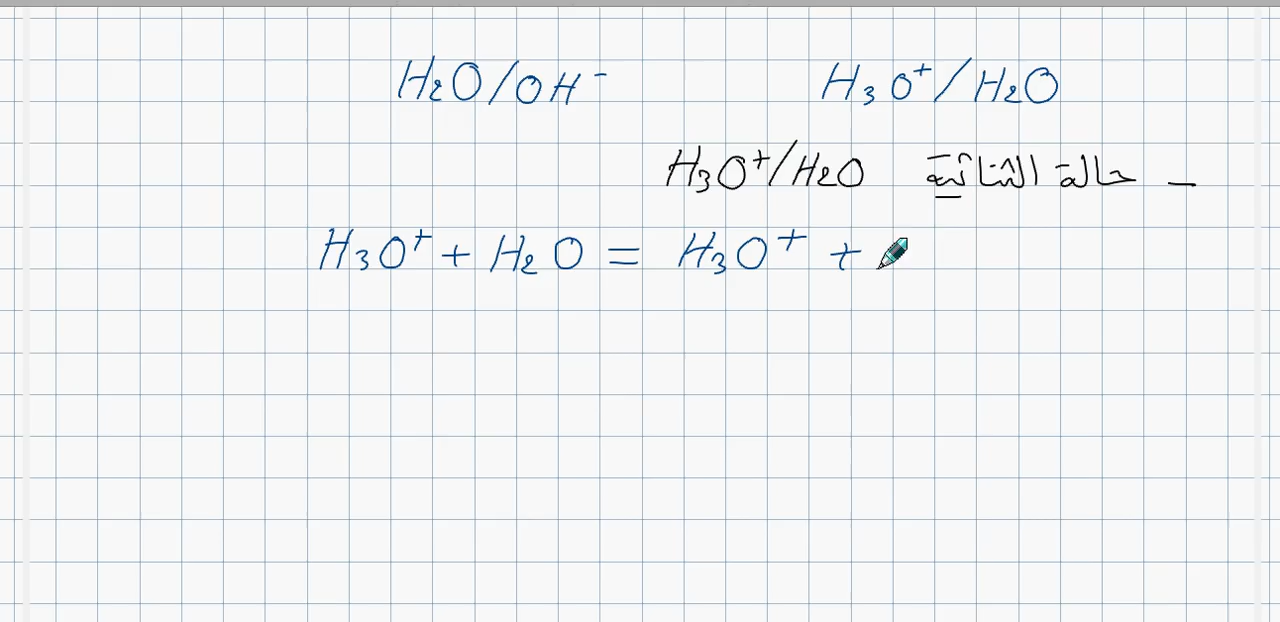 H₂O/OH⁻ H₃O⁺/H₂O
– حالة الثنائية H₃O⁺/H₂O
H₃O⁺ + H₂O = H₃O⁺ +